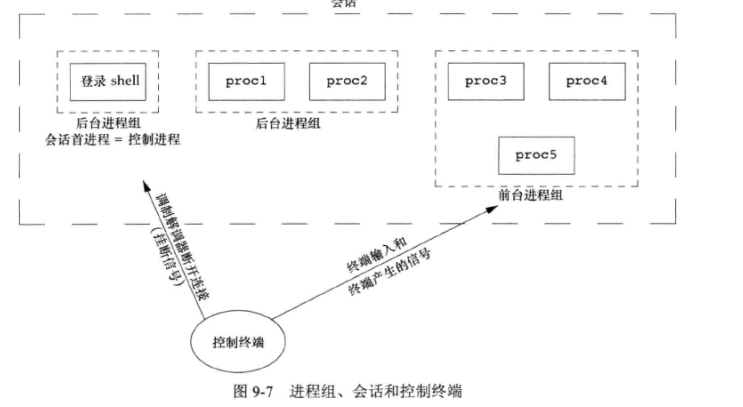 会话
登录 shell
proc1
proc2
proc3
proc4
proc5
后台进程组
会话首进程 = 控制进程
后台进程组
前台进程组
调制解调器断开连接
(挂断信号)
终端输入和
终端产生的信号
控制终端
图 9-7 进程组、会话和控制终端